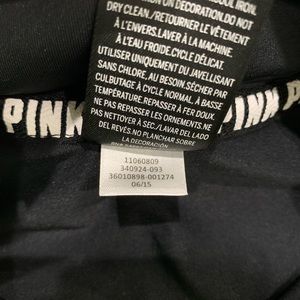 ON DECORATION.DO NOT
DRY CLEAN./RETOURNER LE VÊTEMENT
À L'ENVERS.LAVER À LA MACHINE
À L'EAU FROIDE.CYCLE DÉLICAT.
UTILISER UNIQUEMENT DU JAVELLISANT
SANS CHLORE, AU BESOIN.SÉCHER PAR
CULBUTAGE À CYCLE NORMAL, À BASSE
TEMPÉRATURE.REPASSER À FER DOUX.
NE PAS REPASSER LES ORNEMENTS.NE
PAS NETTOYER À SEC./LAVAR DEL LADO
DEL REVÉS.NO PLANCHAR SOBRE
LA DECORACIÓN
PINK
PINK P
11060809
340924-093
36010898-001274
06/15